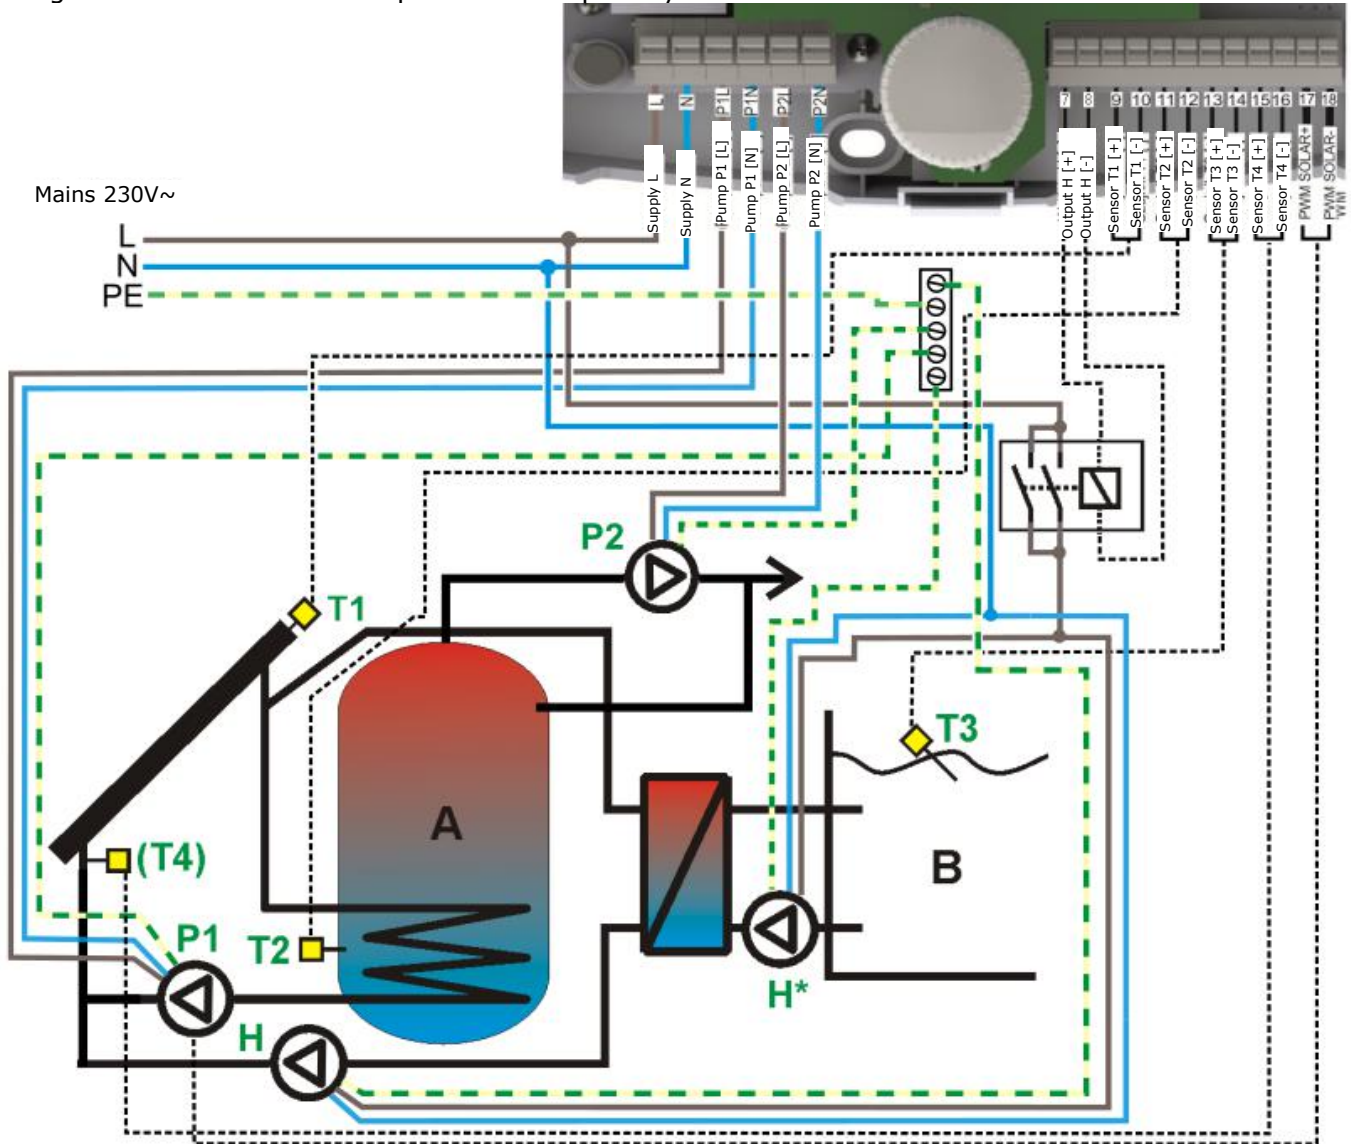 L
N
P1L
P1N
P2L
P2N
7
8
9
10
11
12
13
14
15
16
17
18
Supply L
Supply N
Pump P1 [L]
Pump P1 [N]
Pump P2 [L]
Pump P2 [N]
Output H [+]
Output H [-]
Sensor T1 [+]
Sensor T1 [-]
Sensor T2 [+]
Sensor T2 [-]
Sensor T3 [+]
Sensor T3 [-]
Sensor T4 [+]
Sensor T4 [-]
PWM SOLAR+
PWM SOLAR-
Mains 230V~
L
N
PE
P2
T1
T3
A
B
(T4)
P1
T2
H*
H